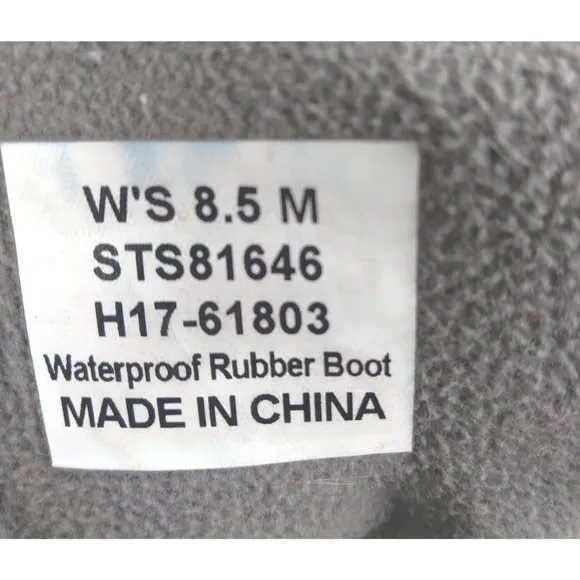 W'S 8.5 M
STS81646
H17-61803
Waterproof Rubber Boot
MADE IN CHINA